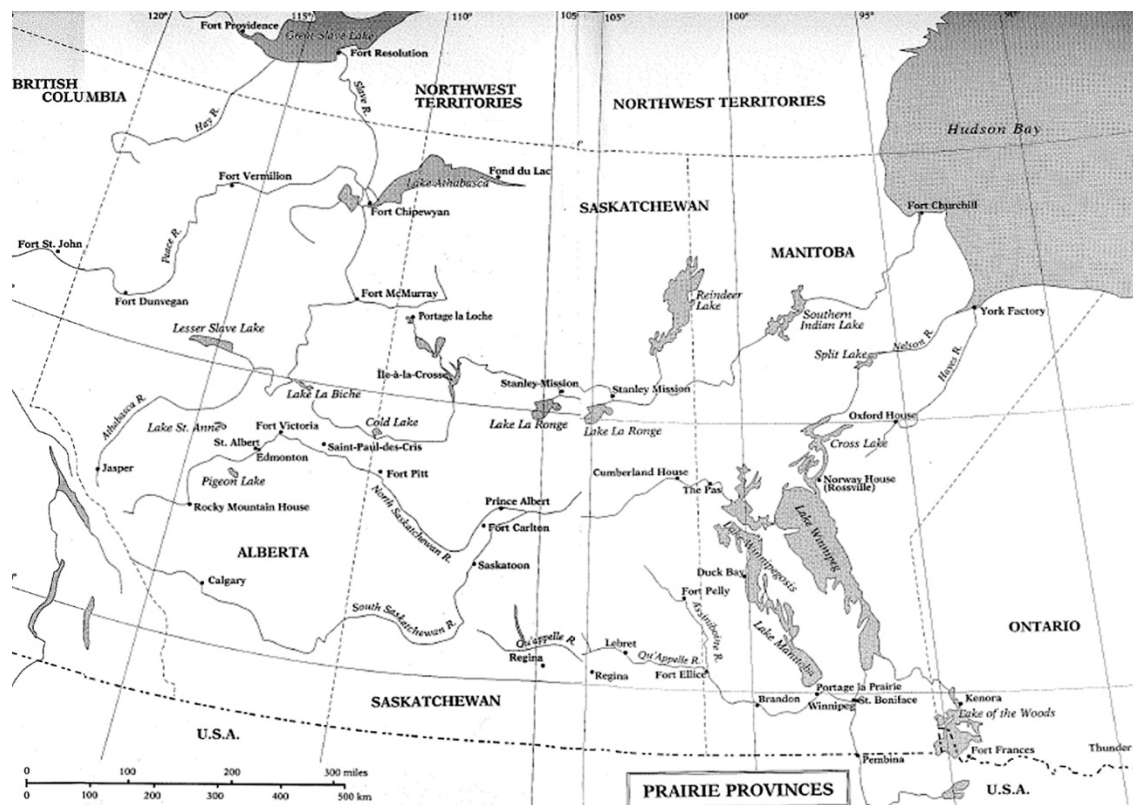 120°
115°
110°
105
105°
100°
95°
90°
Fort Providence
Great Slave Lake
Fort Resolution
BRITISH
COLUMBIA
Hay R.
Slave R.
NORTHWEST
TERRITORIES
NORTHWEST TERRITORIES
Hudson Bay
Fort Vermilion
Lake Athabasca
Fond du Lac
Fort Chipewyan
SASKATCHEWAN
Fort Churchill
Fort St. John
Peace R.
MANITOBA
Fort Dunvegan
Fort McMurray
Reindeer
Lake
Portage la Loche
Southern
Indian Lake
York Factory
Lesser Slave Lake
Nelson R.
Split Lake
Hayes R.
Île-à-la-Crosse
Stanley Mission
Stanley Mission
Lake La Biche
Athabasca R.
Lake La Ronge
Lake La Ronge
Oxford House
Cold Lake
Lake St. Anne
Fort Victoria
Cross Lake
St. Albert
Edmonton
Saint-Paul-des-Cris
Jasper
Pigeon Lake
Fort Pitt
Cumberland House
The Pas
Norway House
(Rossville)
Rocky Mountain House
North Saskatchewan R.
Prince Albert
Fort Carlton
Lake Winnipeg
Lake Winnipegosis
ALBERTA
Saskatoon
Calgary
Duck Bay
Fort Pelly
South Saskatchewan R.
Assiniboine R.
Lake Manitoba
ONTARIO
Qu'appelle R.
Lebret
Qu'Appelle R.
Regina
Regina
Fort Ellice
Portage la Prairie
SASKATCHEWAN
Brandon
Winnipeg
St. Boniface
Kenora
Lake of the Woods
U.S.A.
Pembina
Fort Frances
Thunder
0 100 200 300 miles
0 100 200 300 400 500 km
PRAIRIE PROVINCES
U.S.A.